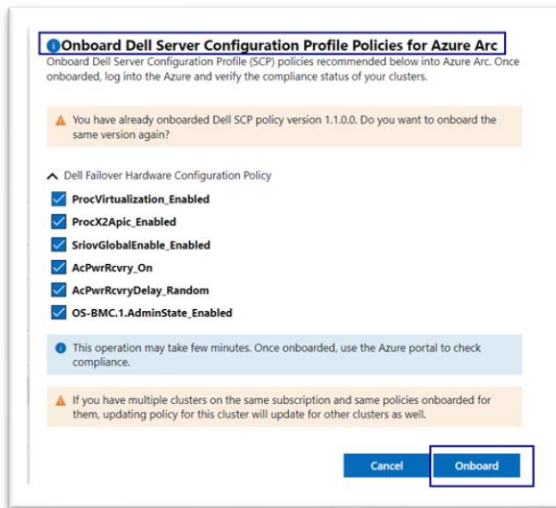 Onboard Dell Server Configuration Profile Policies for Azure Arc
Onboard Dell Server Configuration Profile (SCP) policies recommended below into Azure Arc. Once
onboarded, log into the Azure and verify the compliance status of your clusters.
You have already onboarded Dell SCP policy version 1.1.0.0. Do you want to onboard the
same version again?
Dell Failover Hardware Configuration Policy
ProcVirtualization_Enabled
ProcX2Apic_Enabled
SriovGlobalEnable_Enabled
AcPwrRcvry_On
AcPwrRcvryDelay_Random
OS-BMC.1.AdminState_Enabled
This operation may take few minutes. Once onboarded, use the Azure portal to check
compliance.
If you have multiple clusters on the same subscription and same policies onboarded for
them, updating policy for this cluster will update for other clusters as well.
Cancel Onboard